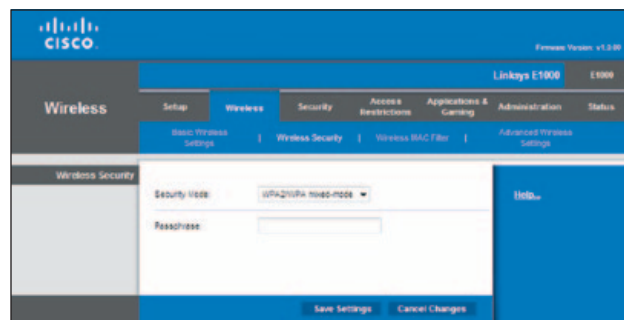 CISCO
Firmware Version: v1.0.00
Linksys E1000 E1000
Wireless
Setup Wireless Security Access Restrictions Applications & Gaming Administration Status
Basic Wireless Settings | Wireless Security | Wireless MAC Filter | Advanced Wireless Settings
Wireless Security
Security Mode: WPA2/WPA mixed-mode
Help...
Passphrase:
Save Settings Cancel Changes